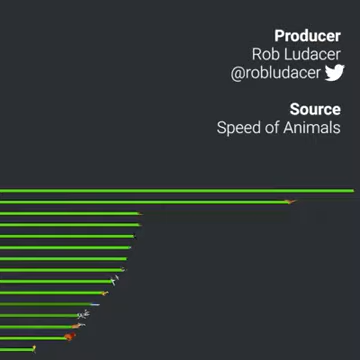 Producer
Rob Ludacer
@robludacer
Source
Speed of Animals